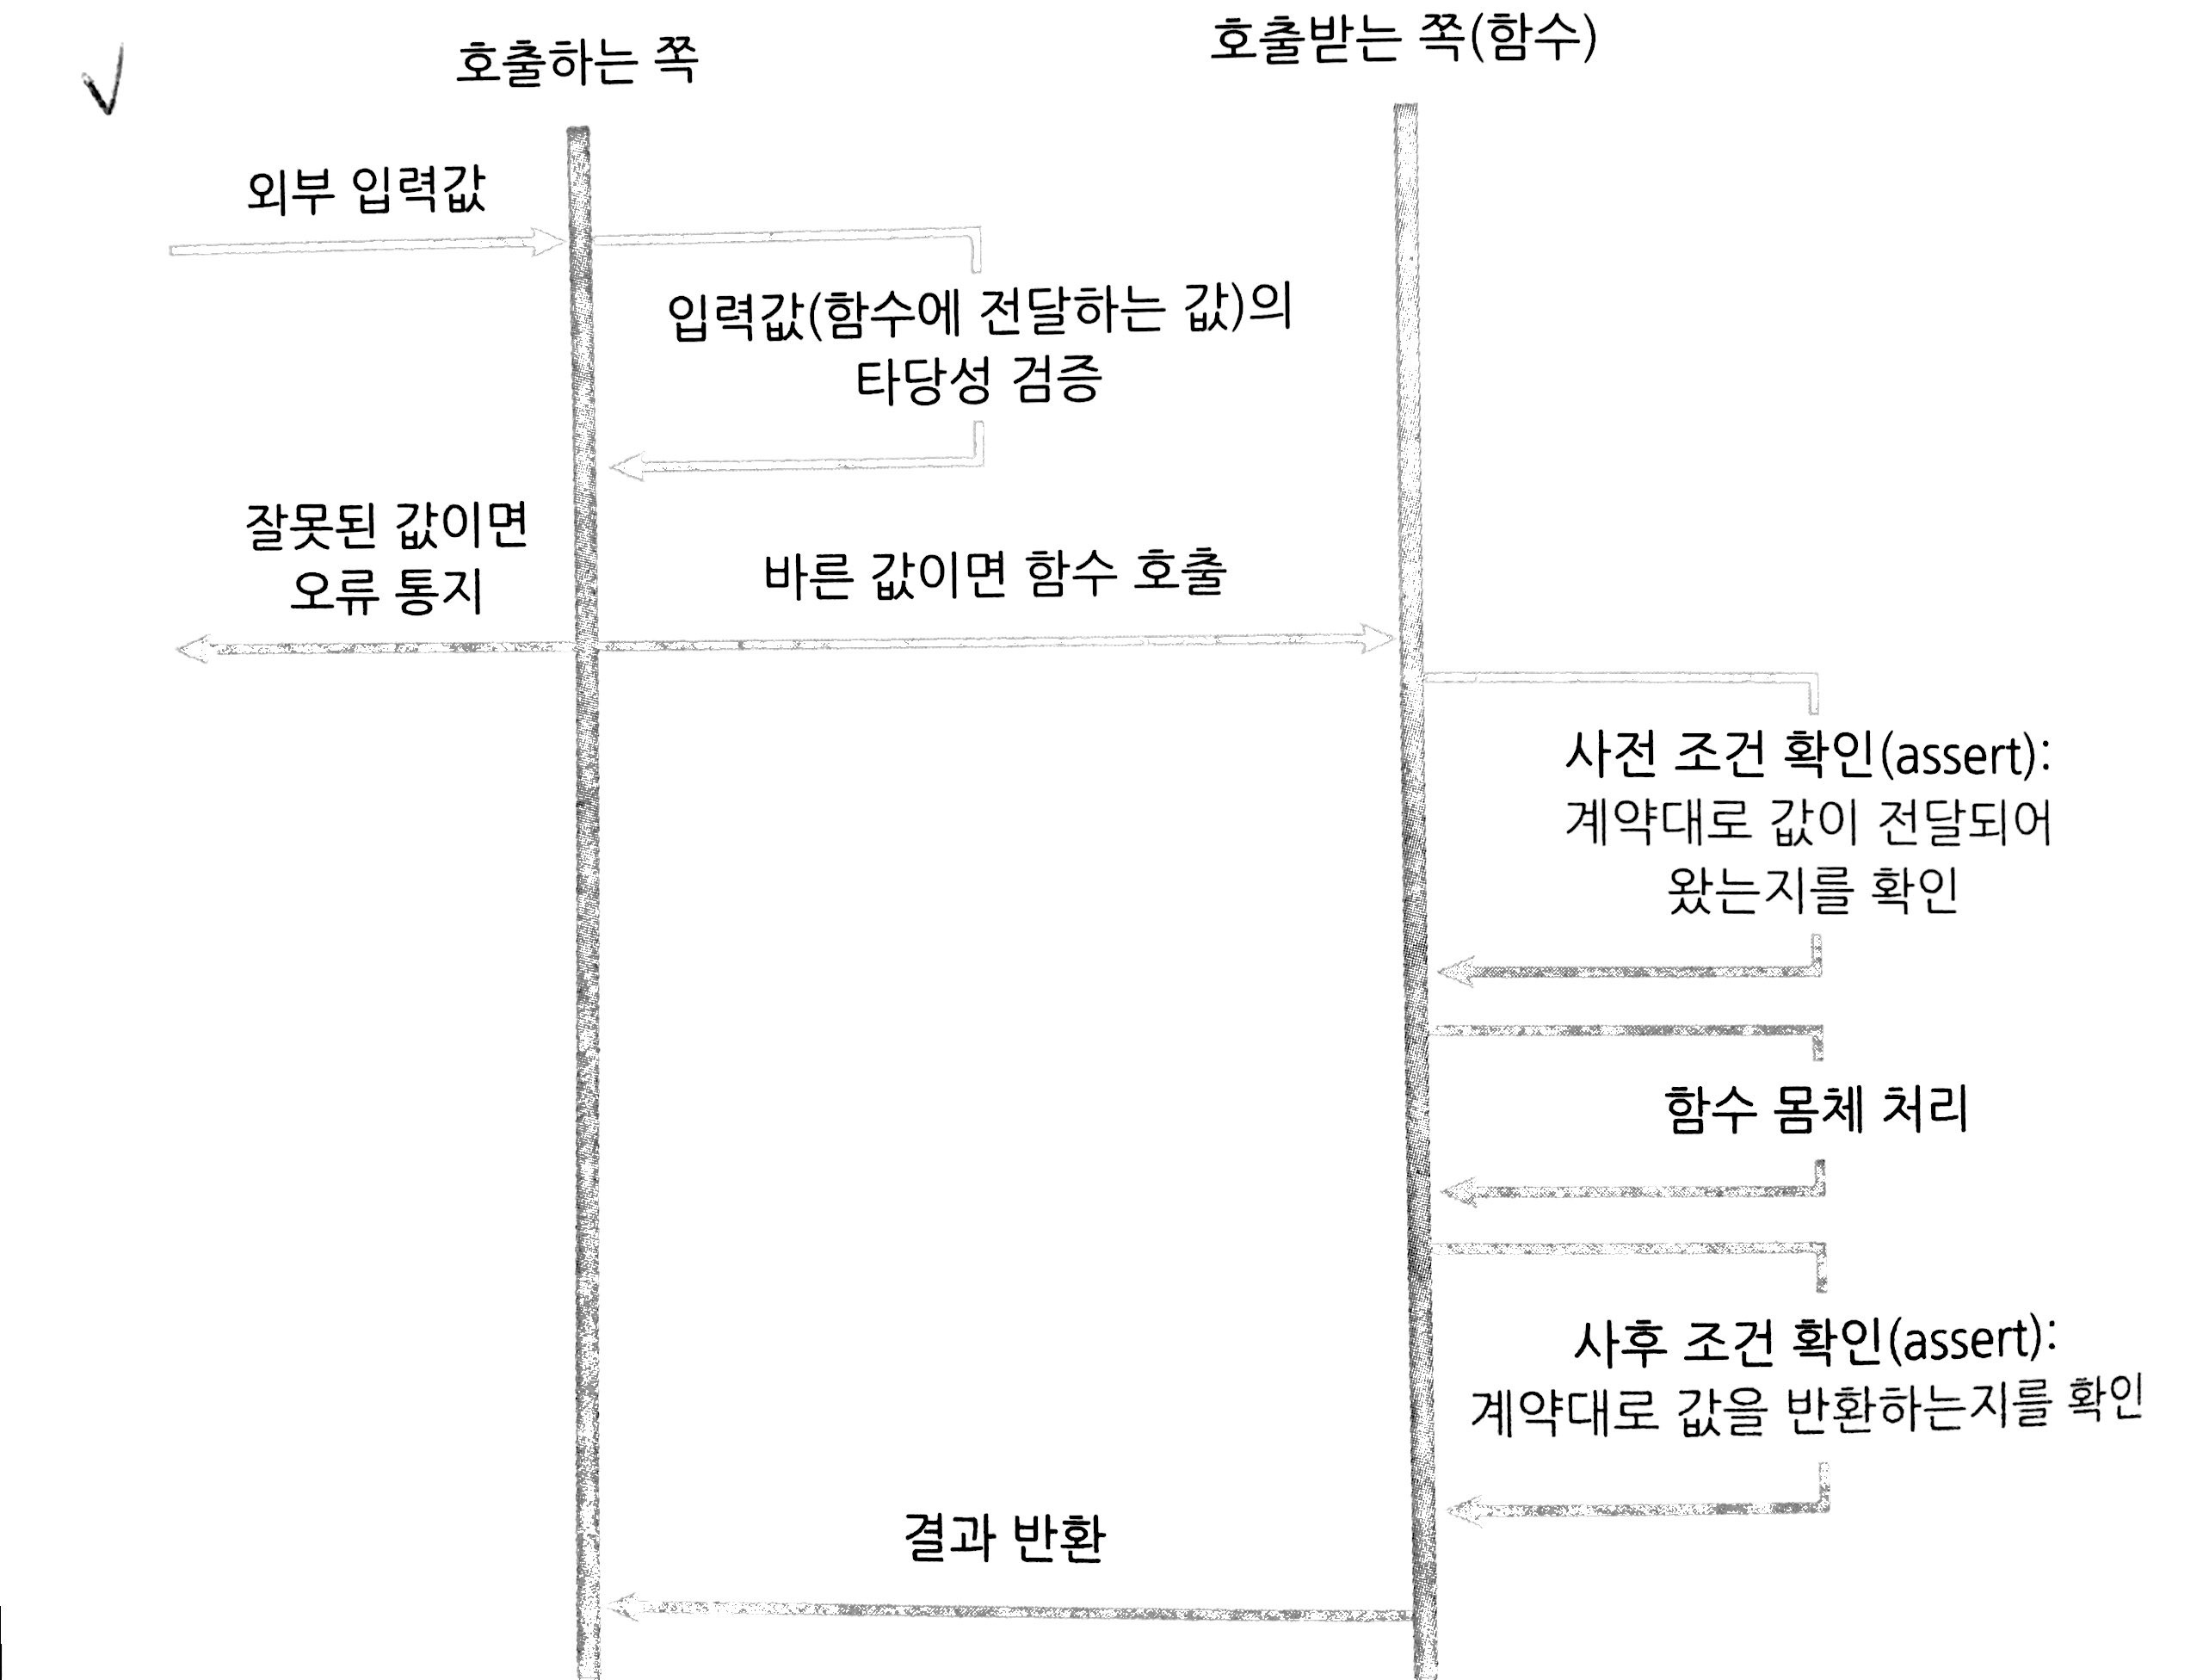 호출하는 쪽
호출받는 쪽(함수)
외부 입력값
입력값(함수에 전달하는 값)의
타당성 검증
잘못된 값이면
오류 통지
바른 값이면 함수 호출
사전 조건 확인(assert):
계약대로 값이 전달되어
왔는지를 확인
함수 몸체 처리
사후 조건 확인(assert):
계약대로 값을 반환하는지를 확인
결과 반환